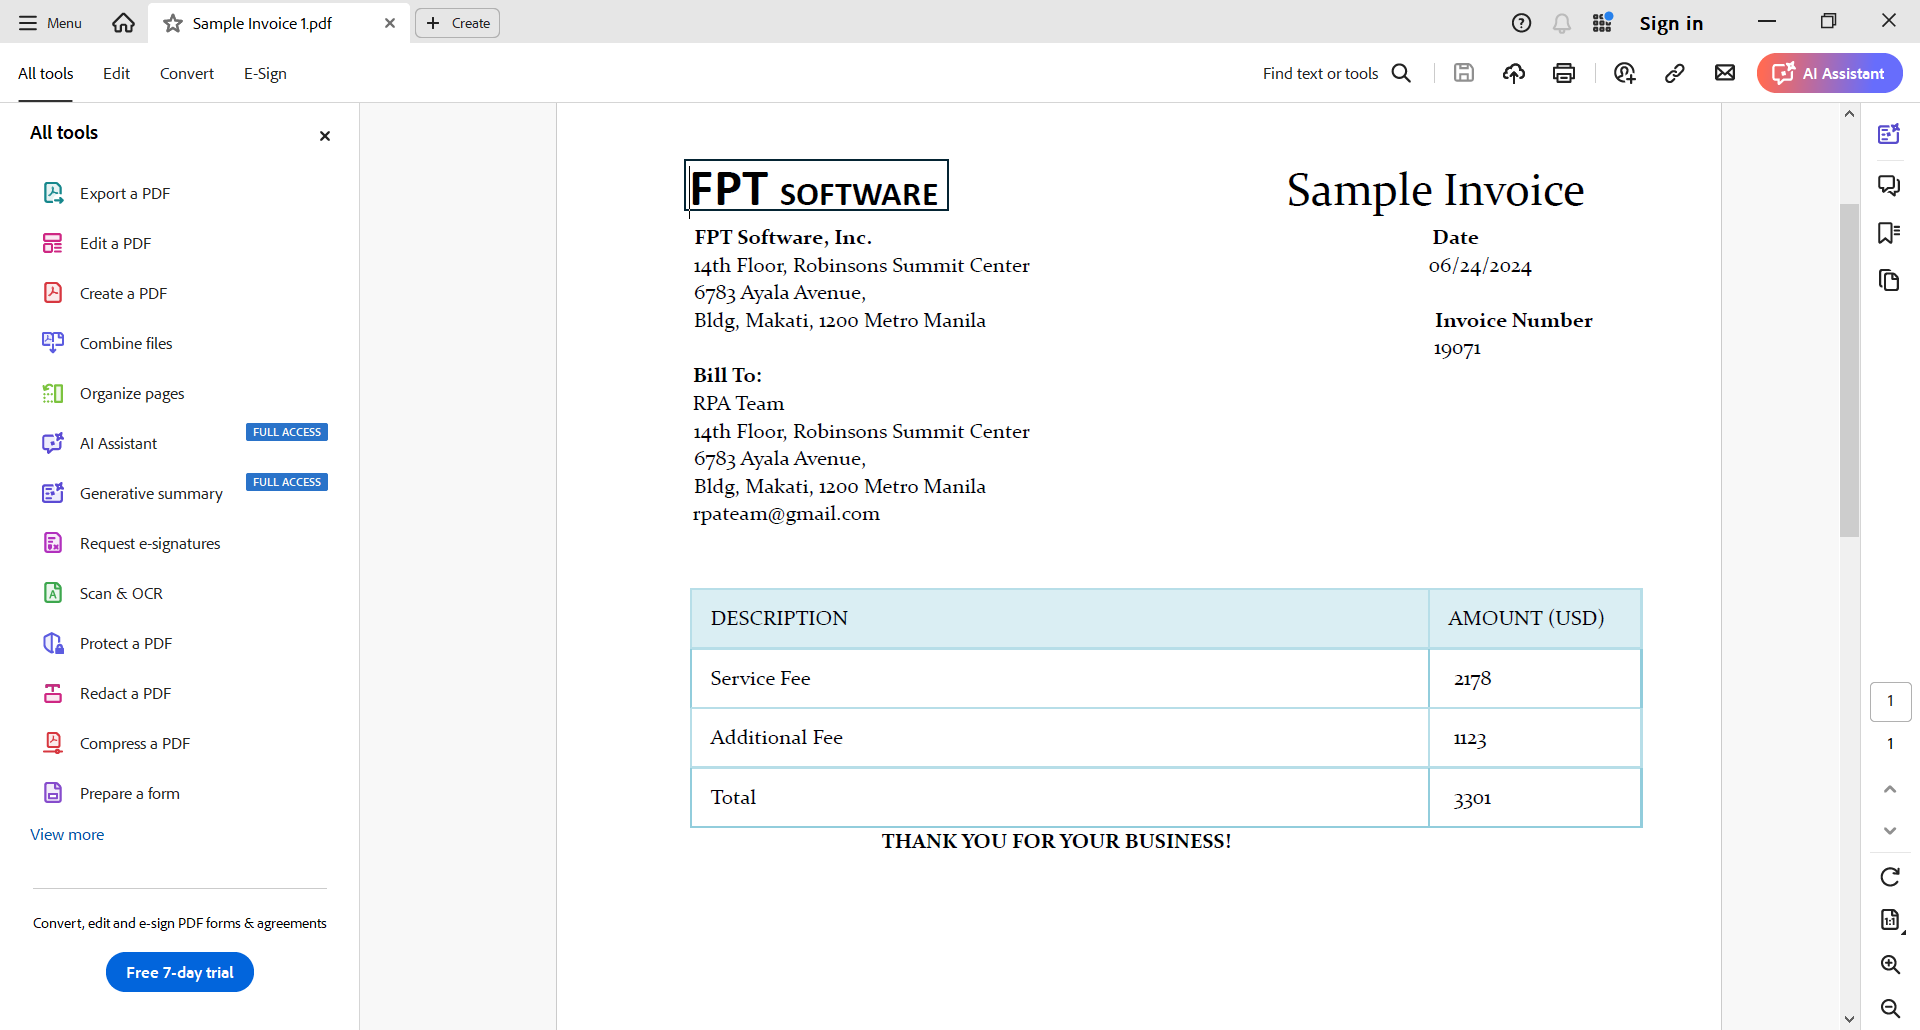 Menu
Sample Invoice 1.pdf
Create
Sign in
All tools
Edit
Convert
E-Sign
Find text or tools
AI Assistant
All tools
Export a PDF
Edit a PDF
Create a PDF
Combine files
Organize pages
AI Assistant
FULL ACCESS
Generative summary
FULL ACCESS
Request e-signatures
Scan & OCR
Protect a PDF
Redact a PDF
Compress a PDF
Prepare a form
View more
Convert, edit and e-sign PDF forms & agreements
Free 7-day trial
FPT SOFTWARE
Sample Invoice
FPT Software, Inc.
14th Floor, Robinsons Summit Center
6783 Ayala Avenue,
Bldg, Makati, 1200 Metro Manila
Date
06/24/2024
Invoice Number
19071
Bill To:
RPA Team
14th Floor, Robinsons Summit Center
6783 Ayala Avenue,
Bldg, Makati, 1200 Metro Manila
rpateam@gmail.com
DESCRIPTION AMOUNT (USD)
Service Fee 2178
Additional Fee 1123
Total 3301
THANK YOU FOR YOUR BUSINESS!
1
1
1:1